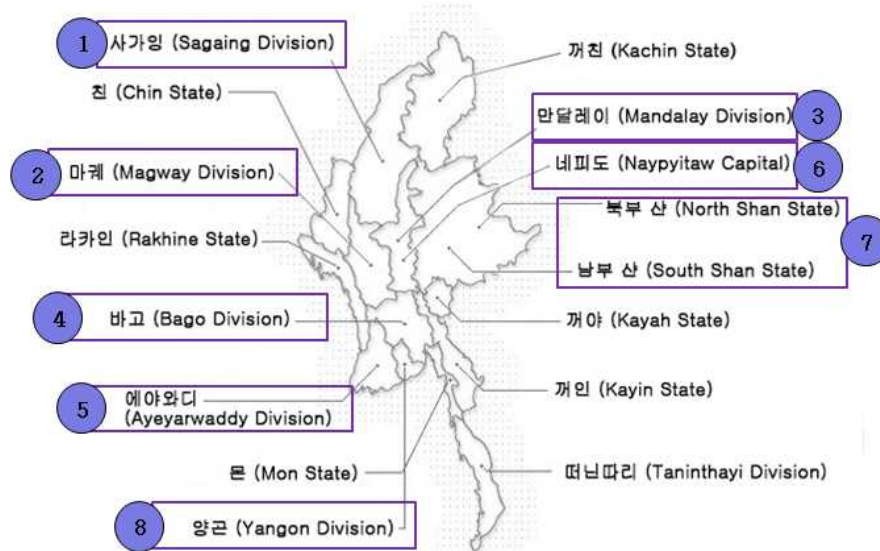 1 사가잉 (Sagaing Division)
꺼친 (Kachin State)
친 (Chin State)
만달레이 (Mandalay Division) 3
2 마궤 (Magway Division)
네피도 (Naypyitaw Capital) 6
북부 산 (North Shan State)
7
라카인 (Rakhine State)
남부 산 (South Shan State)
4 바고 (Bago Division)
꺼야 (Kayah State)
5 에야와디
(Ayeyarwaddy Division)
꺼인 (Kayin State)
몬 (Mon State)
떠닌따리 (Taninthayi Division)
8 양곤 (Yangon Division)